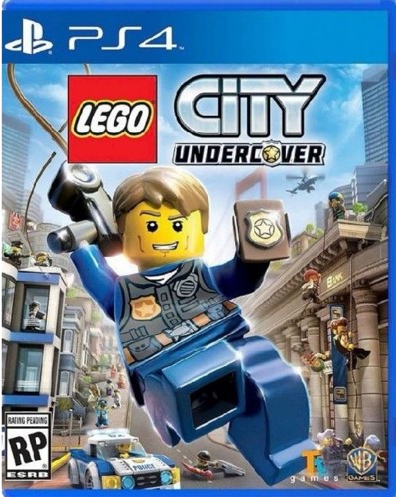 PS4
LEGO
CITY
UNDERCOVER
BANK
RATING PENDING
RP
ESRB
POLICE
TT
games
WB
GAMES